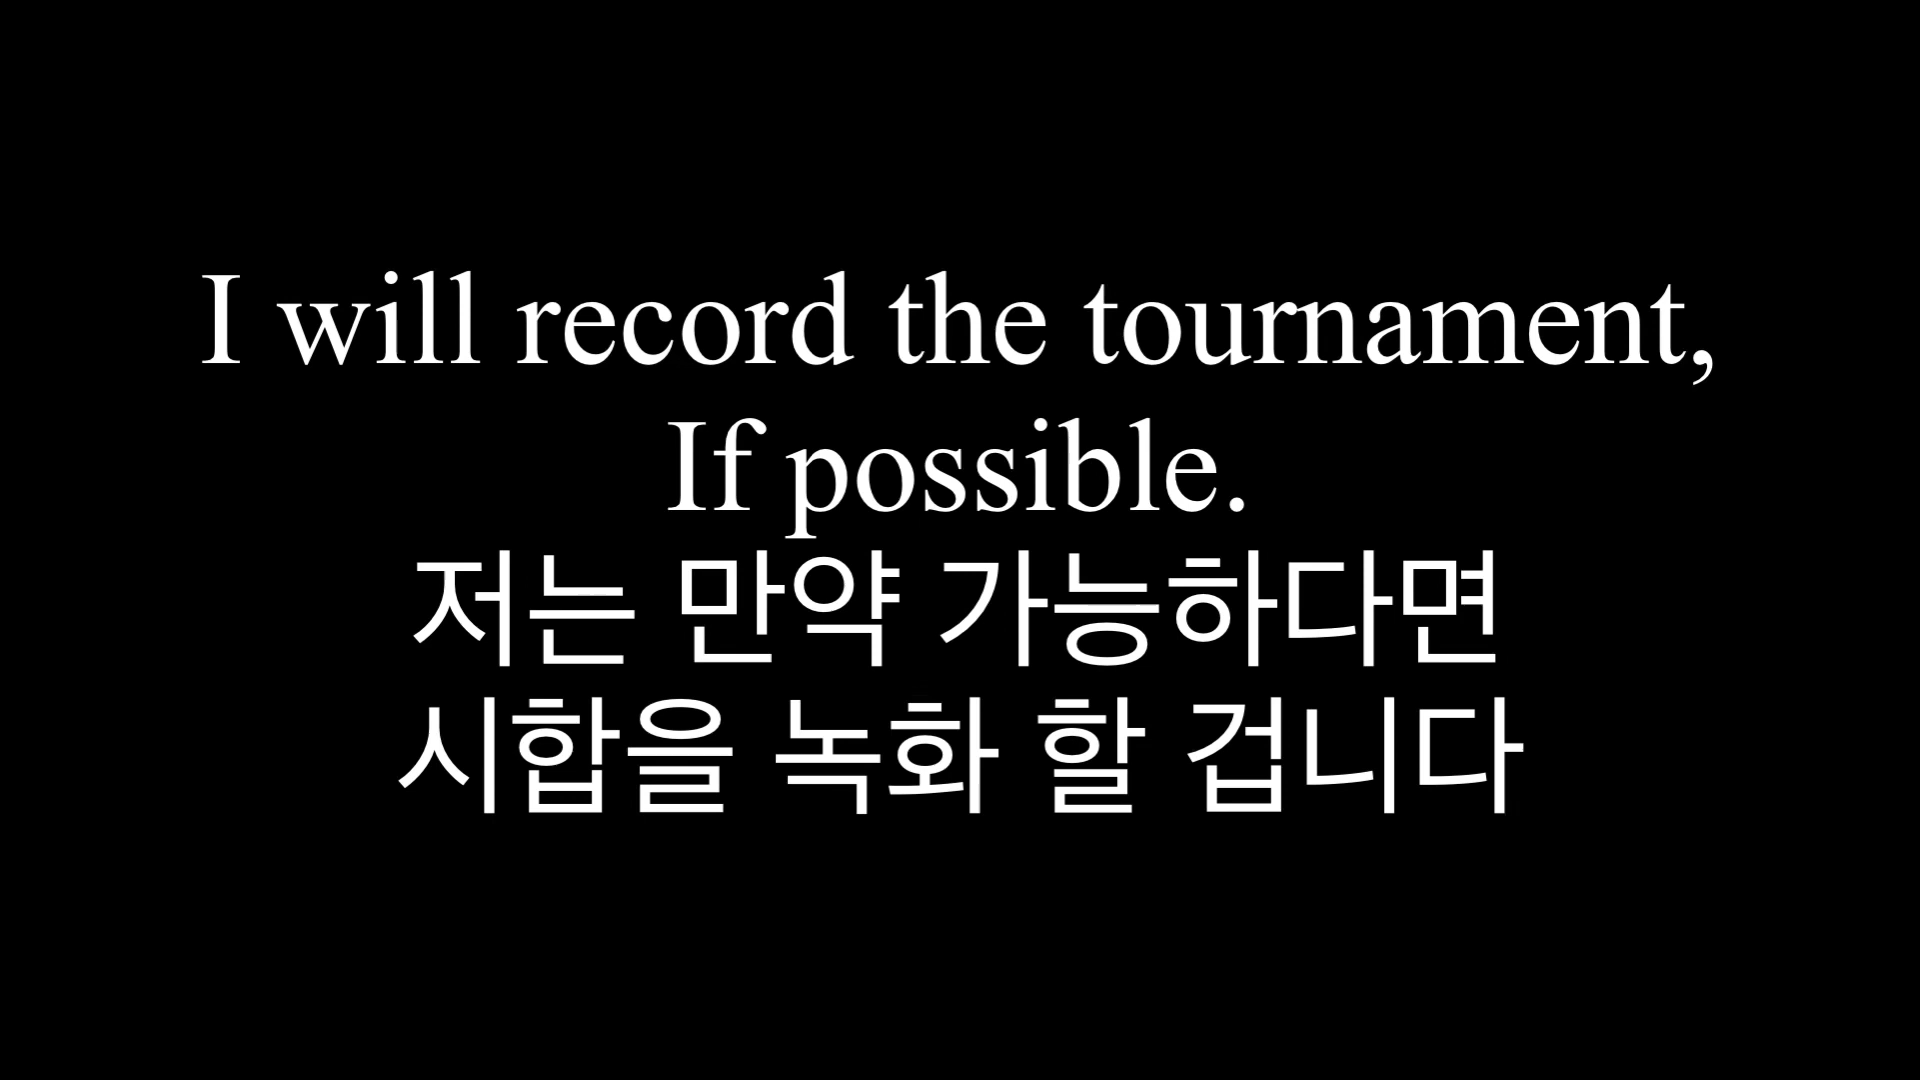 I will record the tournament,
If possible.
저는 만약 가능하다면
시합을 녹화 할 겁니다